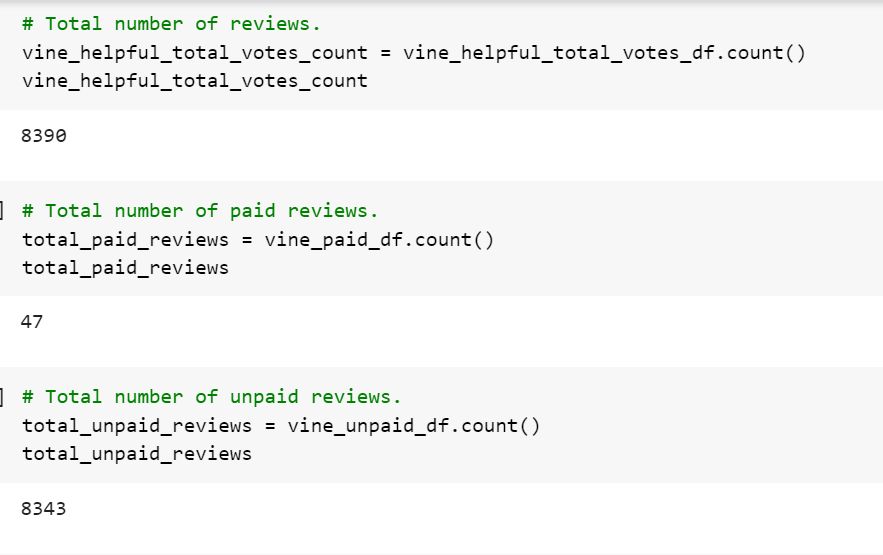 # Total number of reviews.
vine_helpful_total_votes_count = vine_helpful_total_votes_df.count()
vine_helpful_total_votes_count
8390
] # Total number of paid reviews.
total_paid_reviews = vine_paid_df.count()
total_paid_reviews
47
] # Total number of unpaid reviews.
total_unpaid_reviews = vine_unpaid_df.count()
total_unpaid_reviews
8343